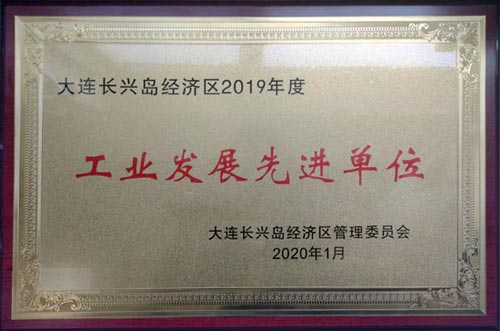 大连长兴岛经济区2019年度
工业发展先进单位
大连长兴岛经济区管理委员会
2020年1月